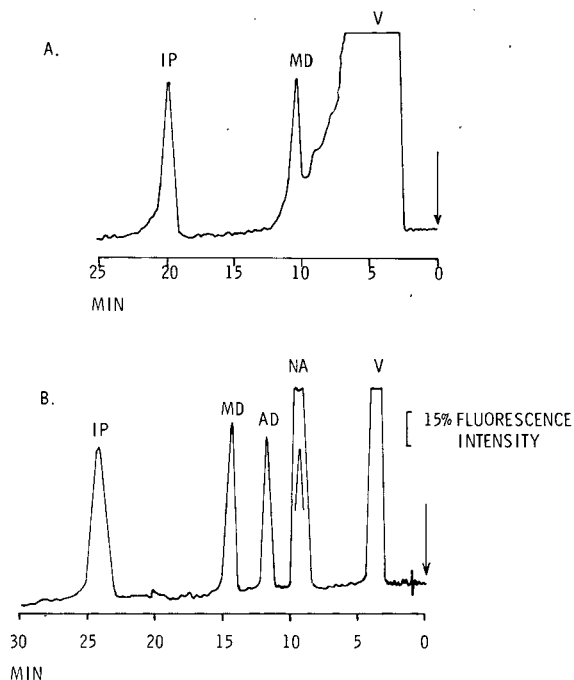 A.
V
IP
MD
25 20 15 10 5 0
MIN
B.
NA
V
IP
MD
AD
15% FLUORESCENCE
INTENSITY
30 25 20 15 10 5 0
MIN